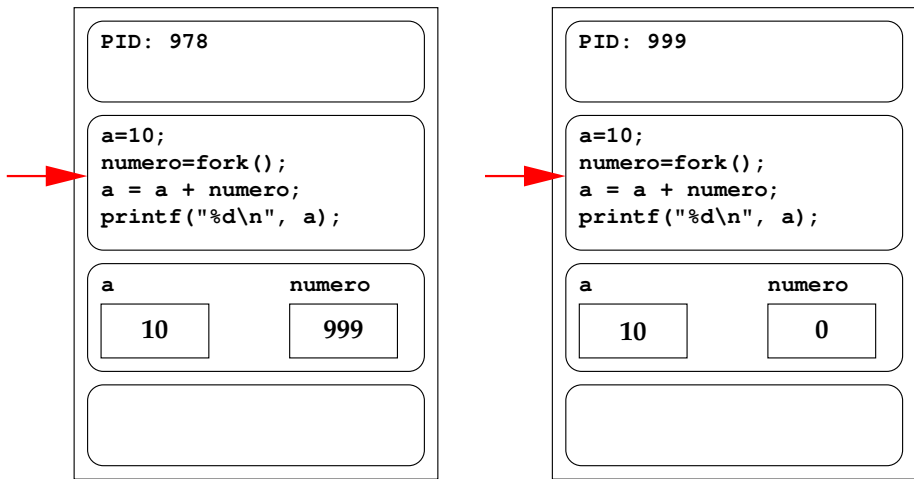 PID: 978
a=10;
numero=fork();
a = a + numero;
printf("%d\n", a);
a numero
10 999
PID: 999
a=10;
numero=fork();
a = a + numero;
printf("%d\n", a);
a numero
10 0